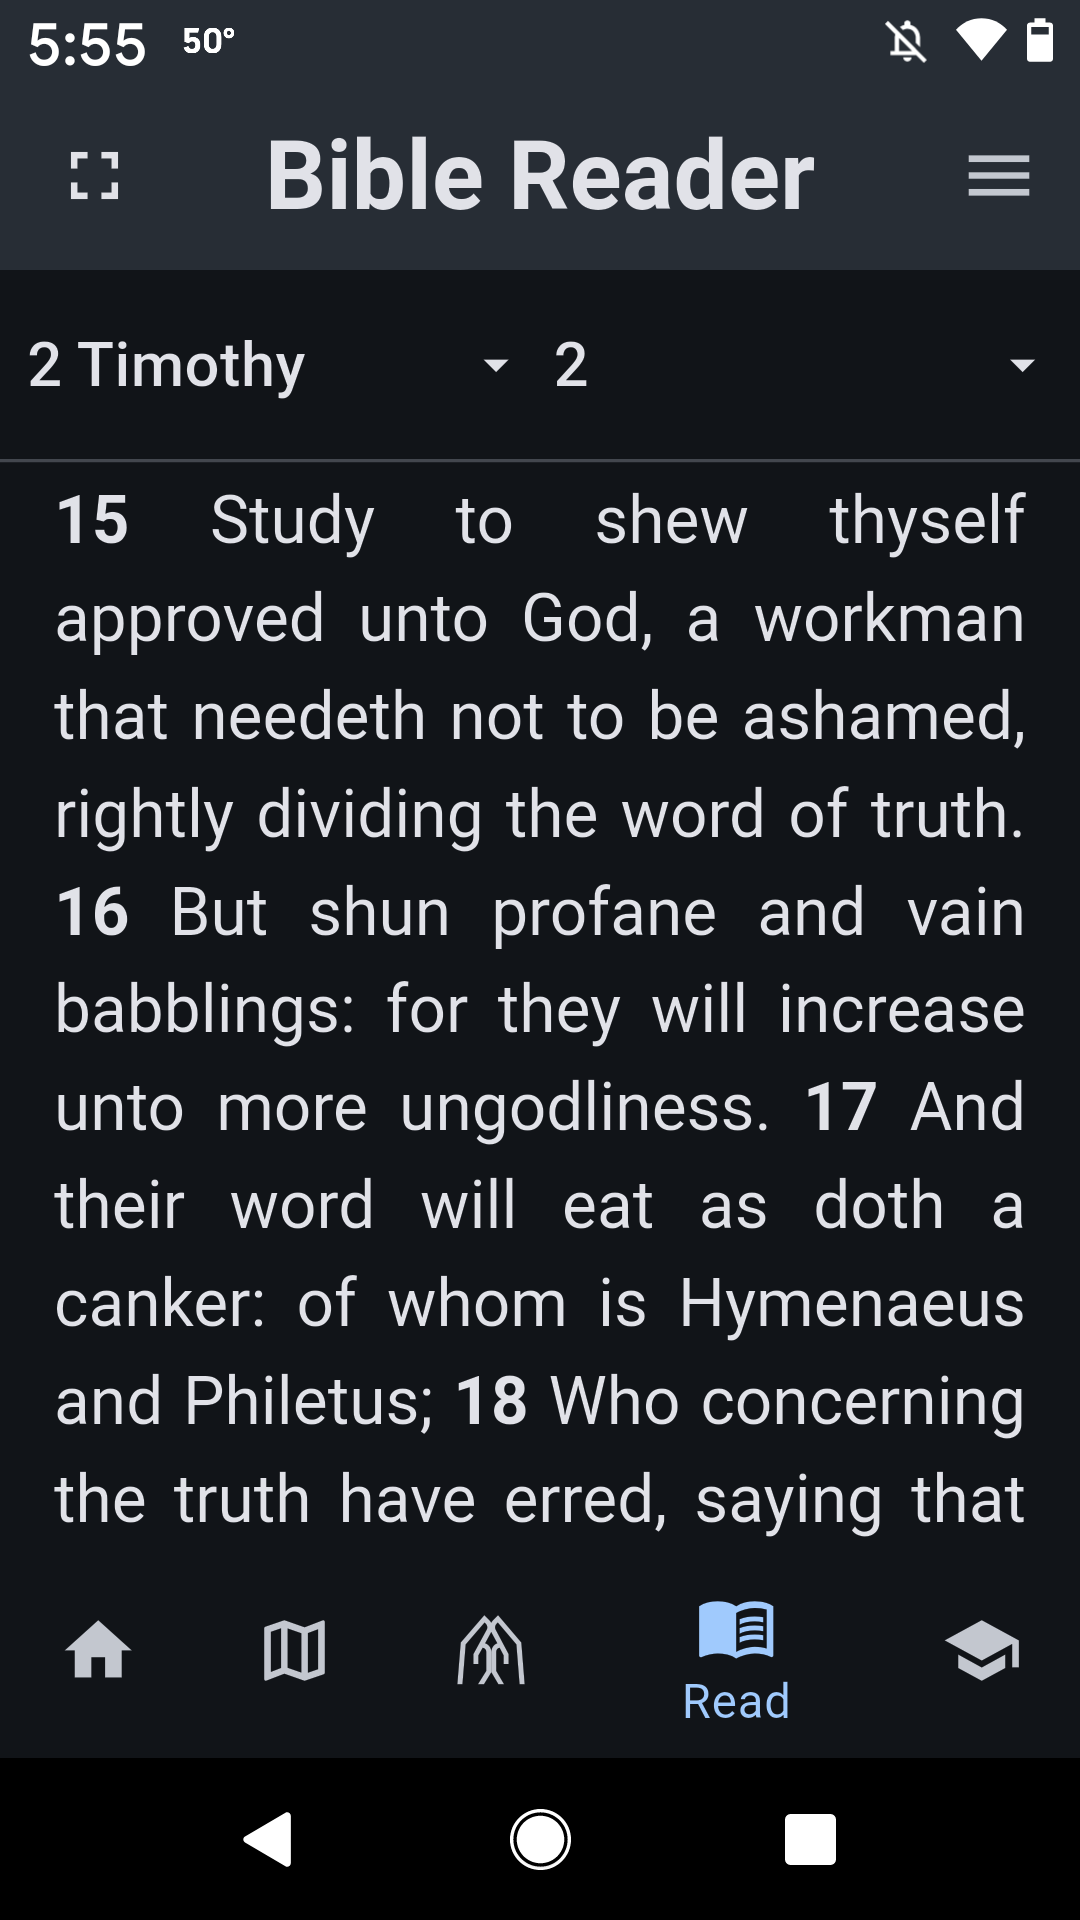 5:55 50°
Bible Reader
2 Timothy 2
15 Study to shew thyself
approved unto God, a workman
that needeth not to be ashamed,
rightly dividing the word of truth.
16 But shun profane and vain
babblings: for they will increase
unto more ungodliness. 17 And
their word will eat as doth a
canker: of whom is Hymenaeus
and Philetus; 18 Who concerning
the truth have erred, saying that
Read